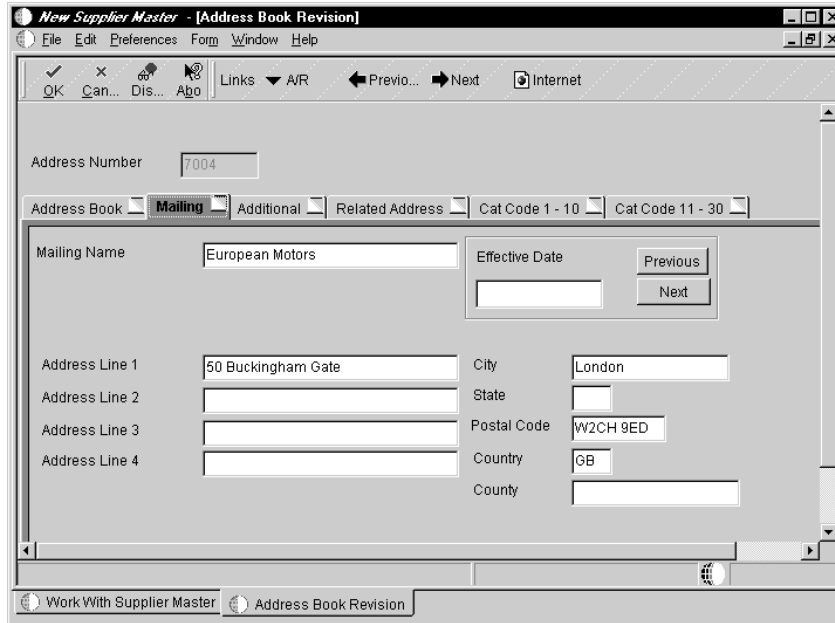 New Supplier Master - [Address Book Revision]
File Edit Preferences Form Window Help
OK Can... Dis... Abo Links A/R Previo... Next Internet
Address Number 7004
Address Book Mailing Additional Related Address Cat Code 1 - 10 Cat Code 11 - 30
Mailing Name European Motors
Effective Date Previous
Next
Address Line 1 50 Buckingham Gate City London
Address Line 2 State
Address Line 3 Postal Code W2CH 9ED
Address Line 4 Country GB
County
Work With Supplier Master Address Book Revision